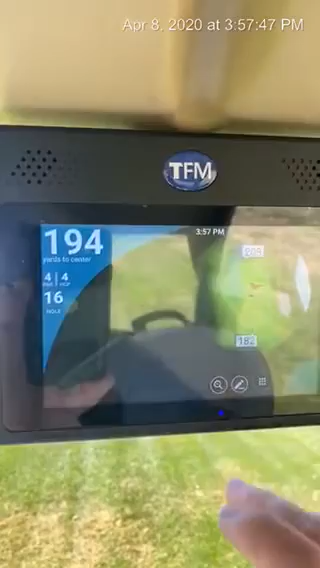 Apr 8, 2020 at 3:57:47 PM
TFM
194
3:57 PM
yards to center
4 | 4
PAR HCP
16
HOLE
182